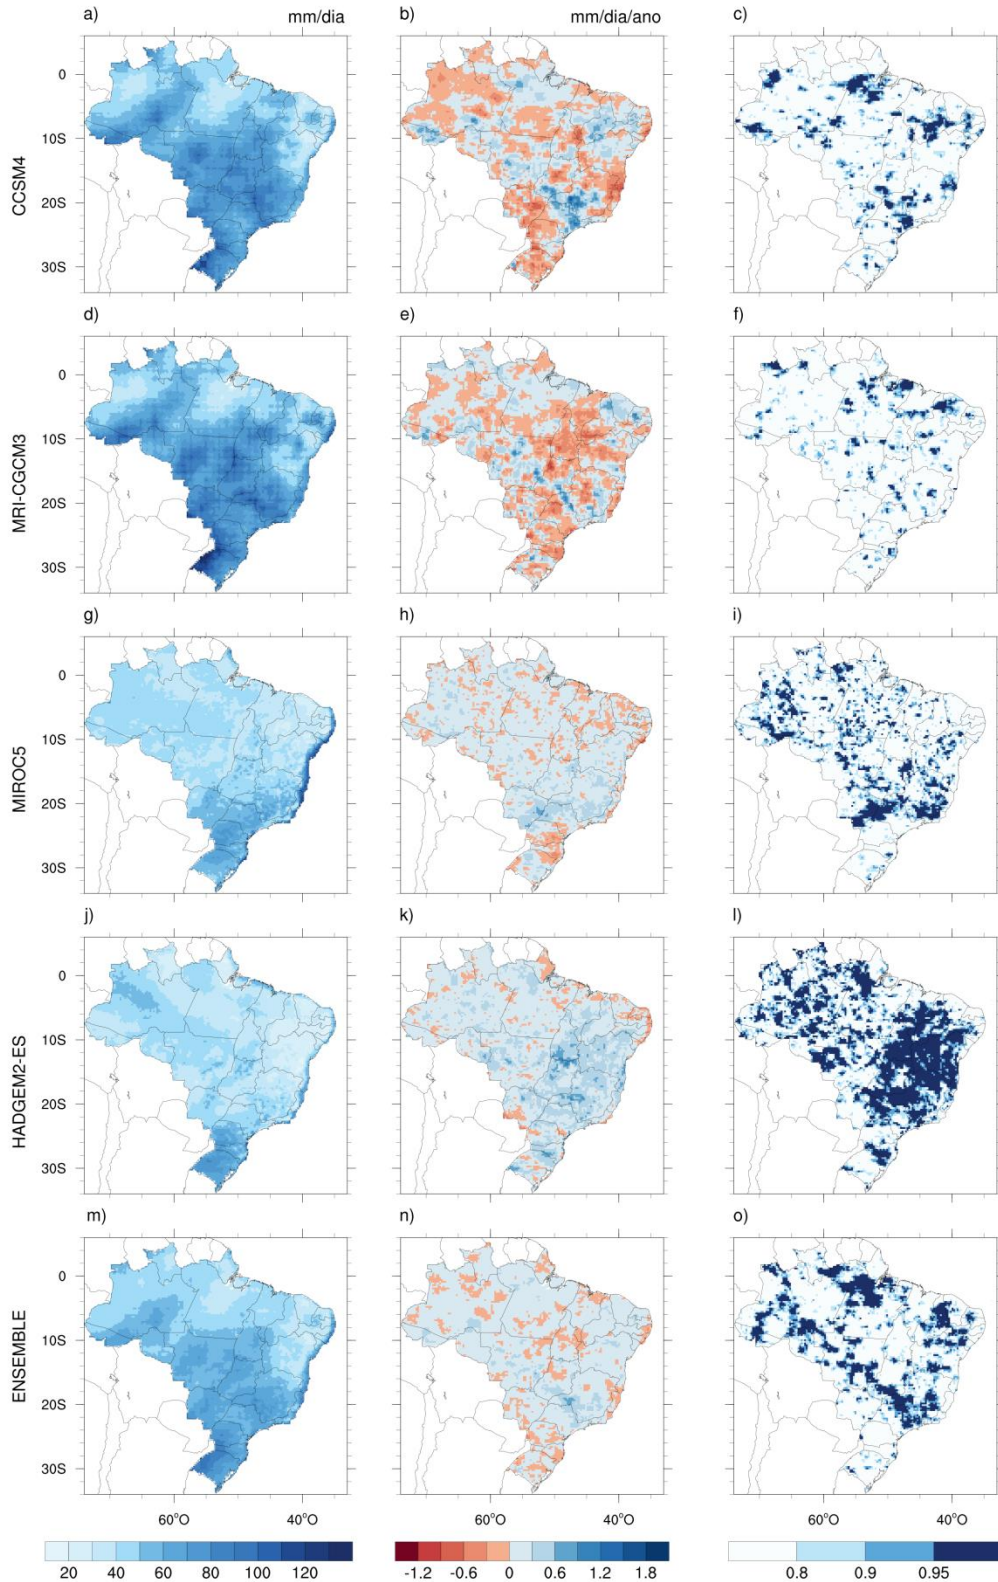 a) mm/dia b) mm/dia/ano c)
0
10S
20S
30S
CCSM4
d) e) f)
0
10S
20S
30S
MRI-CGCM3
g) h) i)
0
10S
20S
30S
MIROC5
j) k) l)
0
10S
20S
30S
HADGEM2-ES
m) n) o)
0
10S
20S
30S
ENSEMBLE
60°O 40°O 60°O 40°O 60°O 40°O
20 40 60 80 100 120 -1.2 -0.6 0 0.6 1.2 1.8 0.8 0.9 0.95